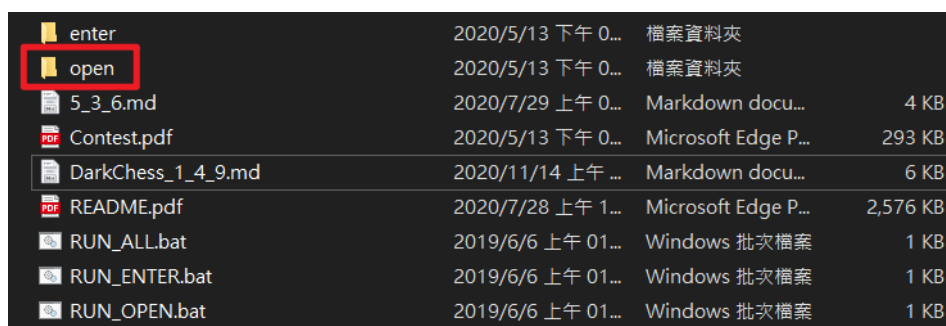 enter 2020/5/13 下午 0... 檔案資料夾
open 2020/5/13 下午 0... 檔案資料夾
5_3_6.md 2020/7/29 上午 0... Markdown docu... 4 KB
Contest.pdf 2020/5/13 下午 0... Microsoft Edge P... 293 KB
DarkChess_1_4_9.md 2020/11/14 上午 ... Markdown docu... 6 KB
README.pdf 2020/7/28 上午 1... Microsoft Edge P... 2,576 KB
RUN_ALL.bat 2019/6/6 上午 01... Windows 批次檔案 1 KB
RUN_ENTER.bat 2019/6/6 上午 01... Windows 批次檔案 1 KB
RUN_OPEN.bat 2019/6/6 上午 01... Windows 批次檔案 1 KB